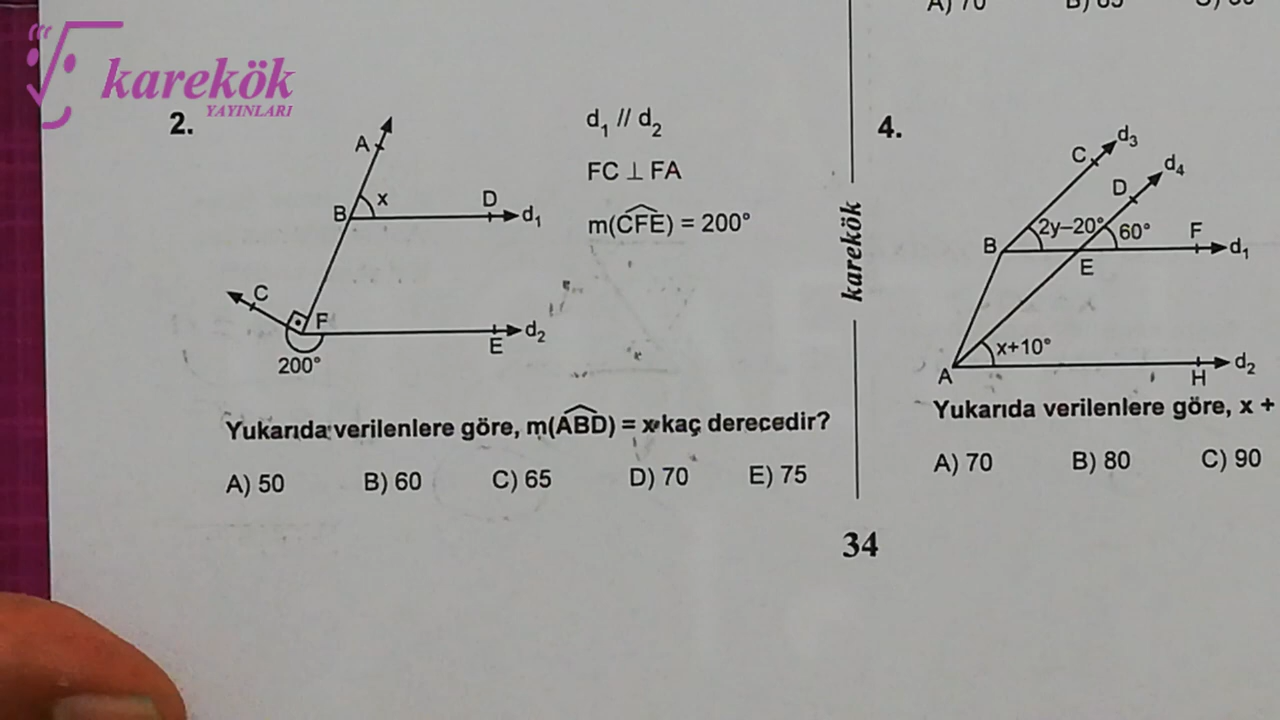 karekök
YAYINLARI
2.
A
x
B
D
d1
C
F
200°
E
d2
d1 // d2
FC ⊥ FA
m(CFE) = 200°
Yukarıda verilenlere göre, m(ABD) = x kaç derecedir?
A) 50 B) 60 C) 65 D) 70 E) 75
karekök
34
A) 70
4.
C
d3
D
d4
B
2y–20°
60°
F
d1
E
A
x+10°
H
d2
Yukarıda verilenlere göre, x +
A) 70 B) 80 C) 90